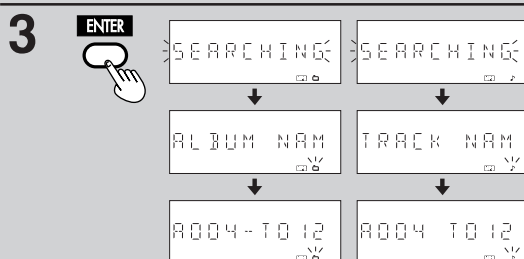 3
ENTER
SEARCHING SEARCHING
ALBUM NAM TRACK NAM
A004-T012 A004 T012